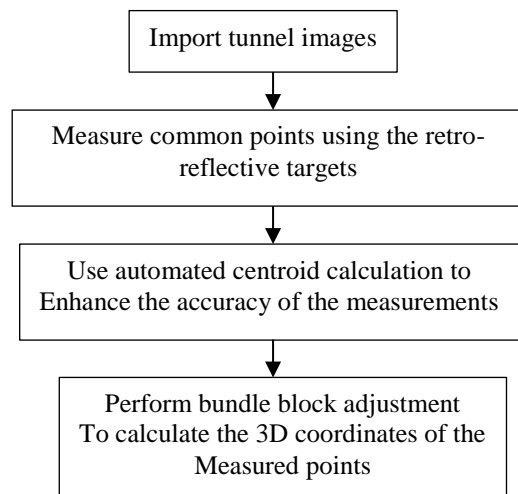 Import tunnel images
Measure common points using the retro-
reflective targets
Use automated centroid calculation to
Enhance the accuracy of the measurements
Perform bundle block adjustment
To calculate the 3D coordinates of the
Measured points